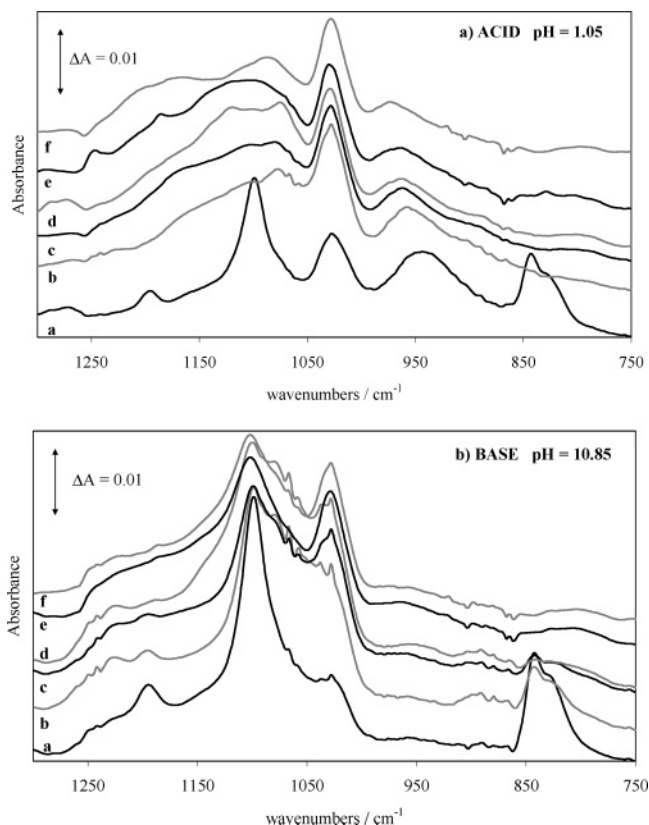 a) ACID pH = 1.05
ΔA = 0.01
Absorbance
f
e
d
c
b
a
1250 1150 1050 950 850 750
wavenumbers / cm-1
b) BASE pH = 10.85
ΔA = 0.01
Absorbance
f
e
d
c
b
a
1250 1150 1050 950 850 750
wavenumbers / cm-1